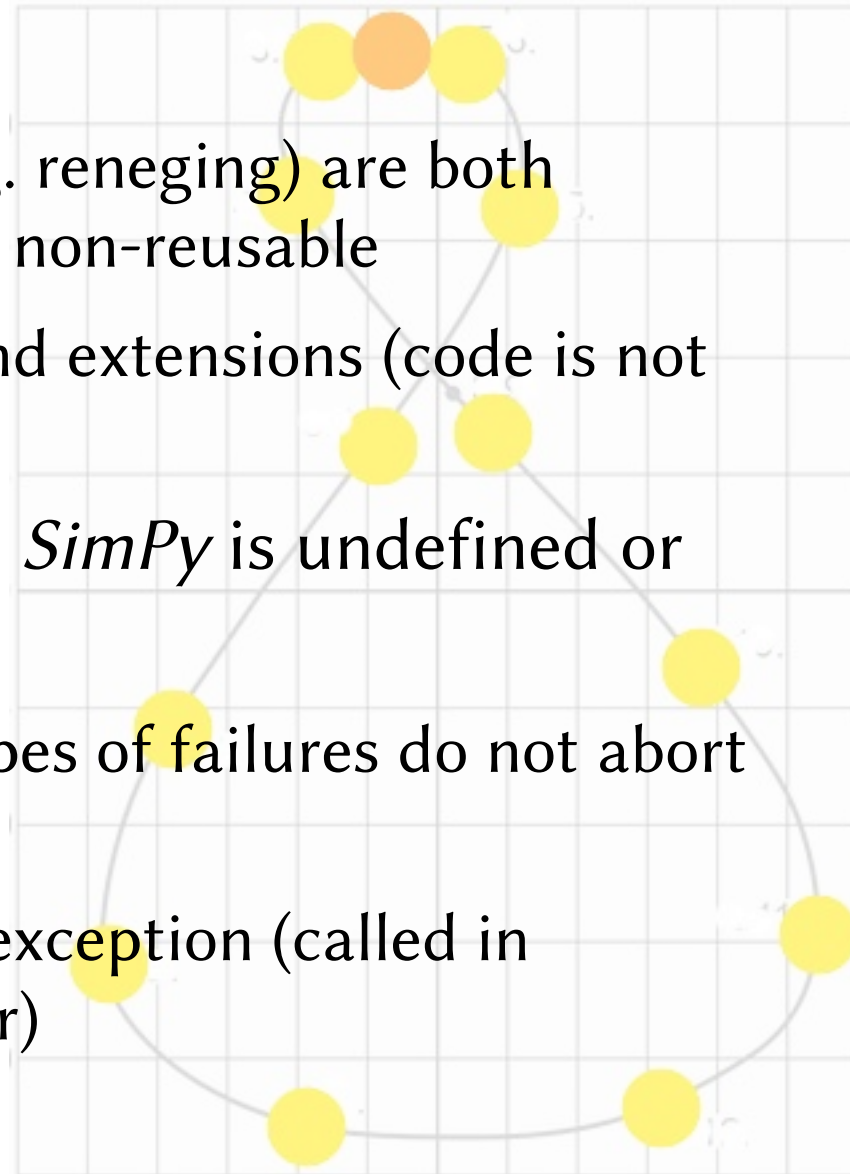 . reneging) are both
non-reusable
nd extensions (code is not
SimPy is undefined or
pes of failures do not abort
exception (called in
r)